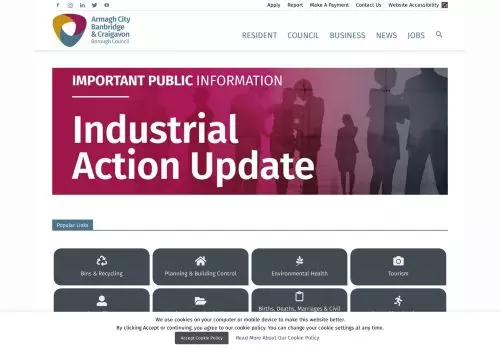 Apply Report Make A Payment Contact Us Website Accessibility
Armagh City
Banbridge
& Craigavon
Borough Council
RESIDENT COUNCIL BUSINESS NEWS JOBS
IMPORTANT PUBLIC INFORMATION
Industrial
Action Update
Popular Links
Bins & Recycling Planning & Building Control Environmental Health Tourism
Births, Deaths, Marriages & Civil
We use cookies on your computer or mobile device to make this website better.
By clicking Accept or continuing, you agree to our cookie policy. You can change your cookie settings at any time.
Accept Cookie Policy Read More About Our Cookie Policy